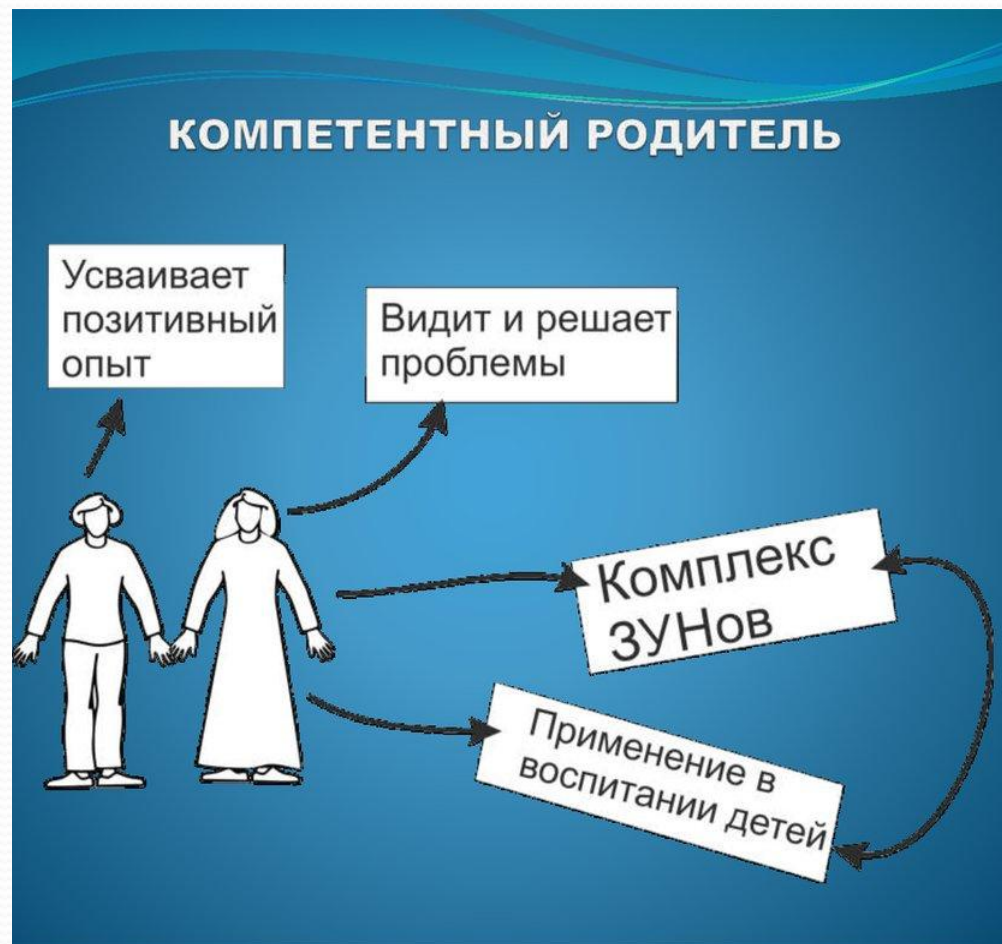 КОМПЕТЕНТНЫЙ РОДИТЕЛЬ
Усваивает
позитивный
опыт
Видит и решает
проблемы
Комплекс
ЗУНов
Применение в
воспитании детей